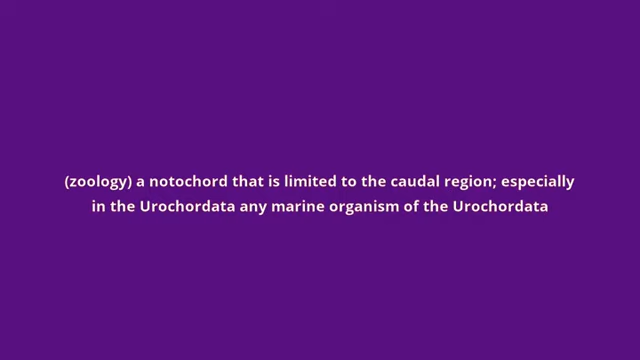 (zoology) a notochord that is limited to the caudal region; especially
in the Urochordata any marine organism of the Urochordata